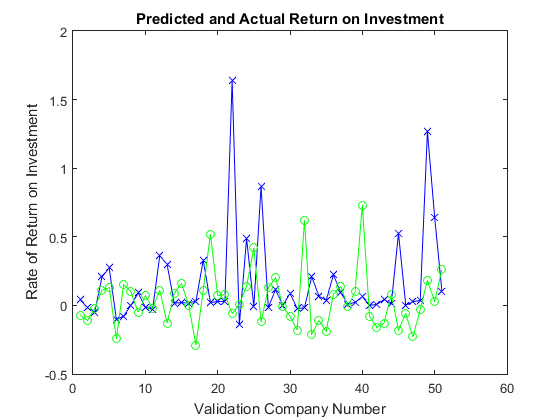 Predicted and Actual Return on Investment
2
1.5
1
0.5
0
-0.5
Rate of Return on Investment
0 10 20 30 40 50 60
Validation Company Number